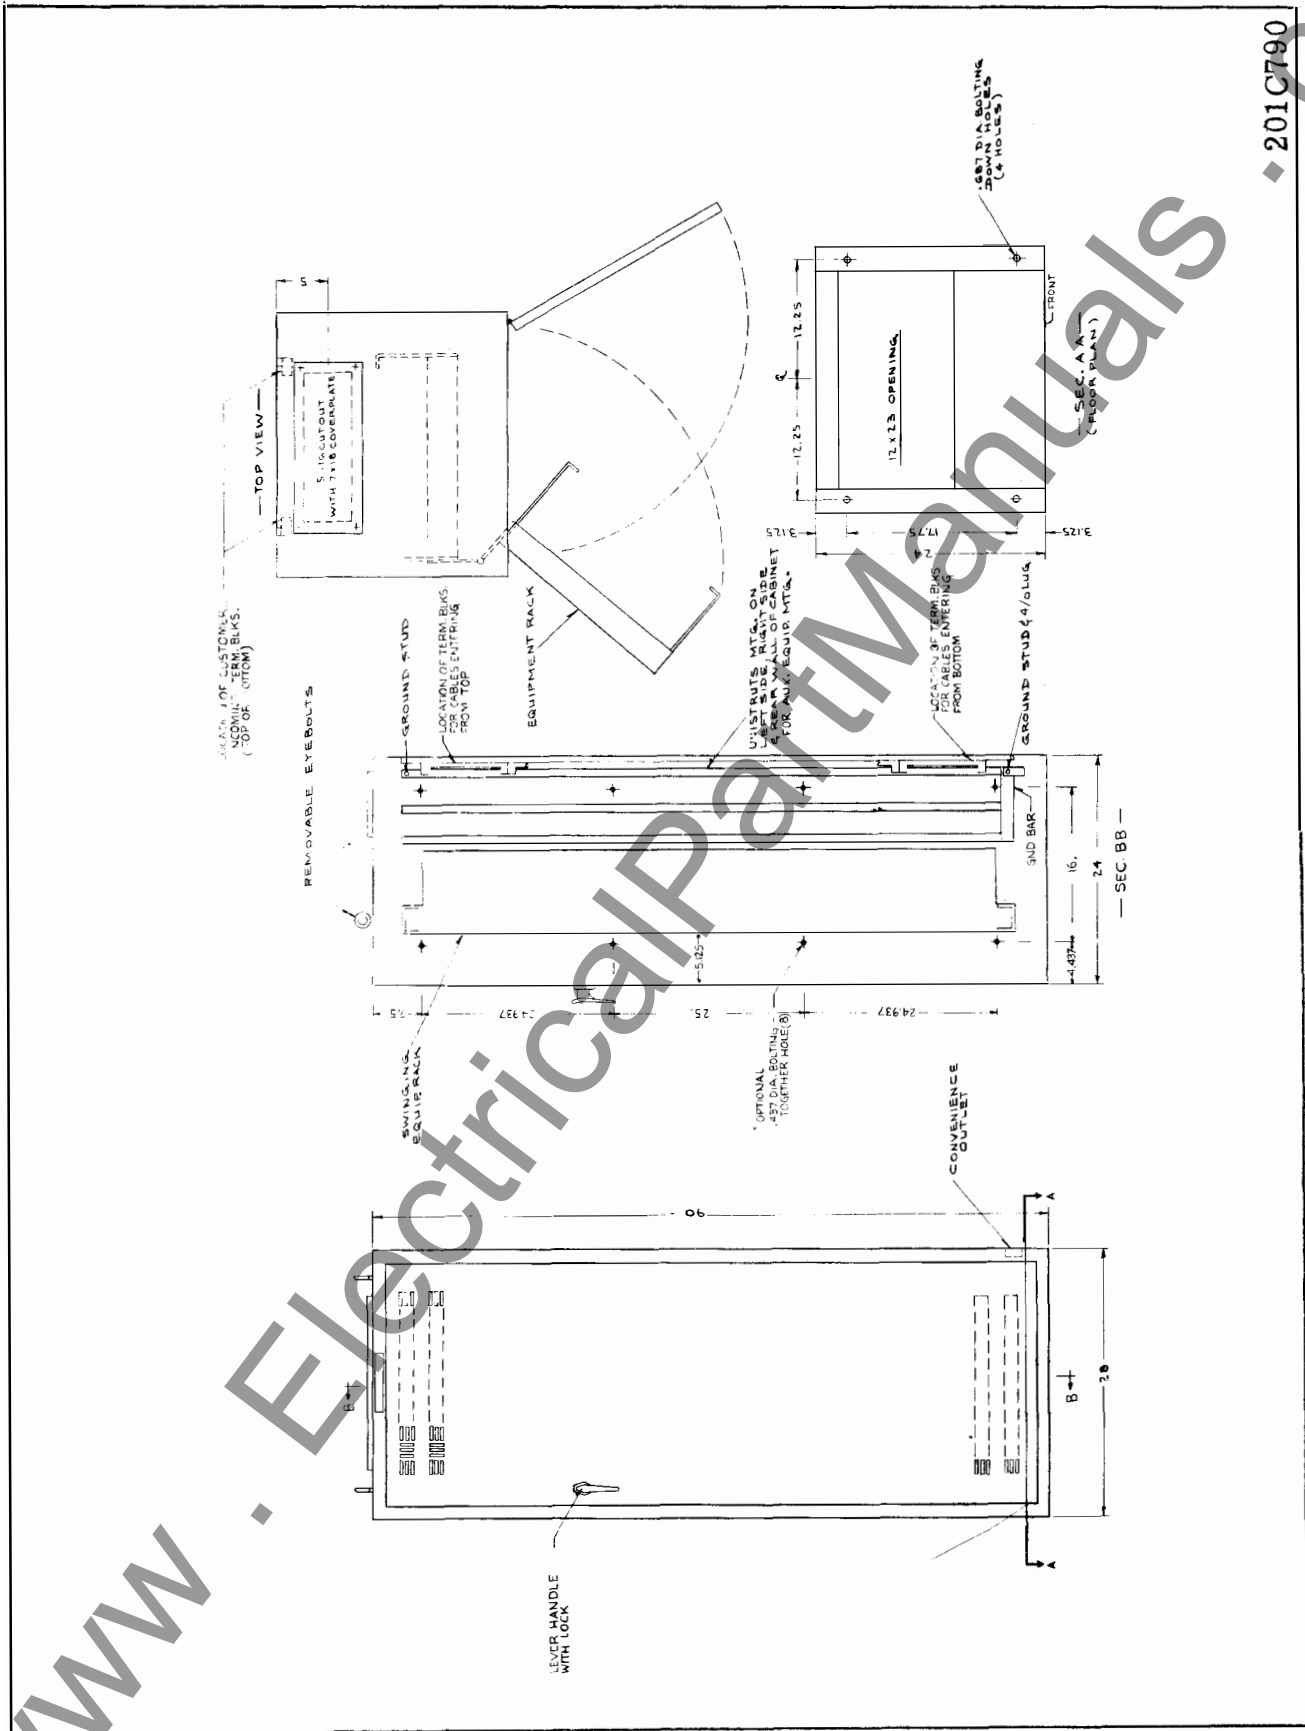 201C790
— TOP VIEW —
5
CUTOUT
WITH 7 X 18 COVERPLATE
OF CUSTOMER
TERM. BLKS.
(TOP OR
REMOVABLE EYEBOLTS
GROUND STUD
LOCATION OF TERM. BLKS.
FOR CABLES ENTERING
FROM TOP
EQUIPMENT RACK
UNISTRUTS MTG. ON
LEFT SIDE, RIGHT SIDE
& REAR WALL OF CABINET
FOR AUX. EQUIP. MTG.
LOCATION OF TERM. BLKS
FOR CABLES ENTERING
FROM BOTTOM
GROUND STUD & 4/0 LUG
GND BAR
.687 DIA BOLTING
DOWN HOLES
(4 HOLES)
12.25
12.25
12 X 23 OPENING
FRONT
3.125
17.75
3.125
24
— SEC. AA —
(FLOOR PLAN)
SWINGING
EQUIP. RACK
7.5
25.
24.937
5.125
4.437
16.
24
— SEC. BB —
OPTIONAL
.437 DIA. BOLTING
TOGETHER HOLE (8)
CONVENIENCE
OUTLET
LEVER HANDLE
WITH LOCK
90
28
B
B
A
A
www . ElectricalPartManuals .